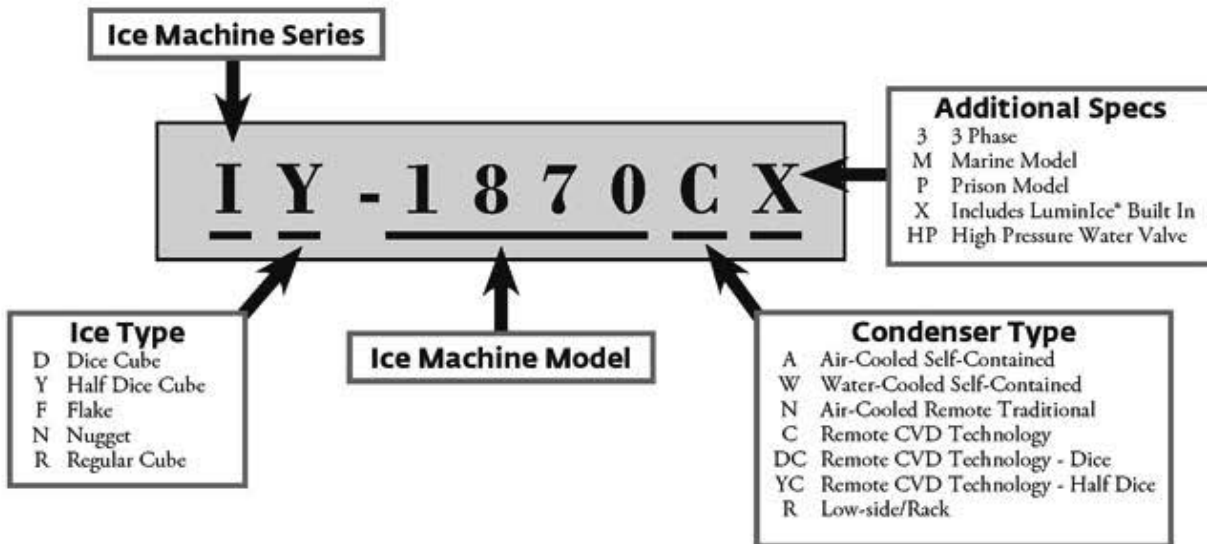 Ice Machine Series
I Y - 1 8 7 0 C X
Additional Specs
3 3 Phase
M Marine Model
P Prison Model
X Includes LuminIce® Built In
HP High Pressure Water Valve
Ice Type
D Dice Cube
Y Half Dice Cube
F Flake
N Nugget
R Regular Cube
Ice Machine Model
Condenser Type
A Air-Cooled Self-Contained
W Water-Cooled Self-Contained
N Air-Cooled Remote Traditional
C Remote CVD Technology
DC Remote CVD Technology - Dice
YC Remote CVD Technology - Half Dice
R Low-side/Rack